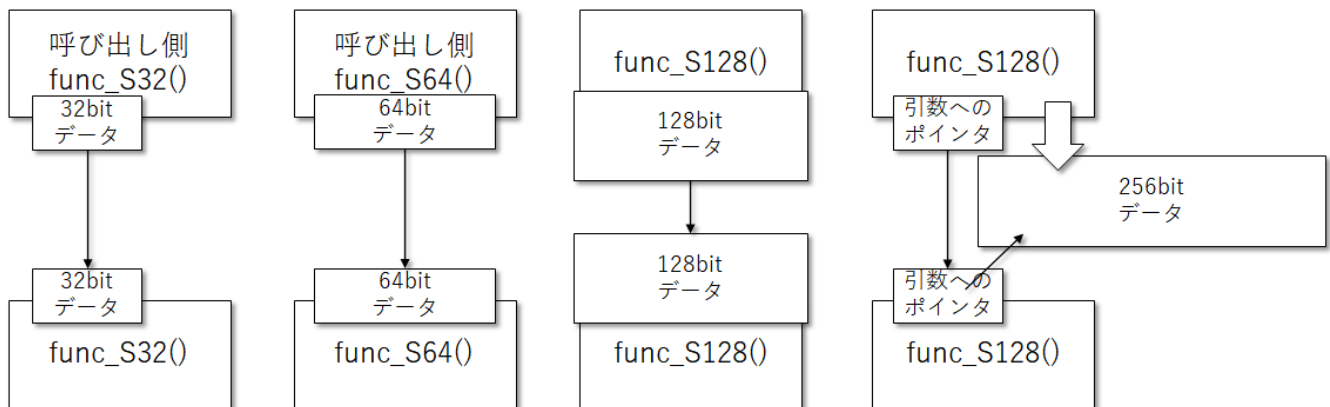 呼び出し側
func_S32()
32bit
データ
32bit
データ
func_S32()
呼び出し側
func_S64()
64bit
データ
64bit
データ
func_S64()
func_S128()
128bit
データ
128bit
データ
func_S128()
func_S128()
引数への
ポインタ
256bit
データ
引数への
ポインタ
func_S128()